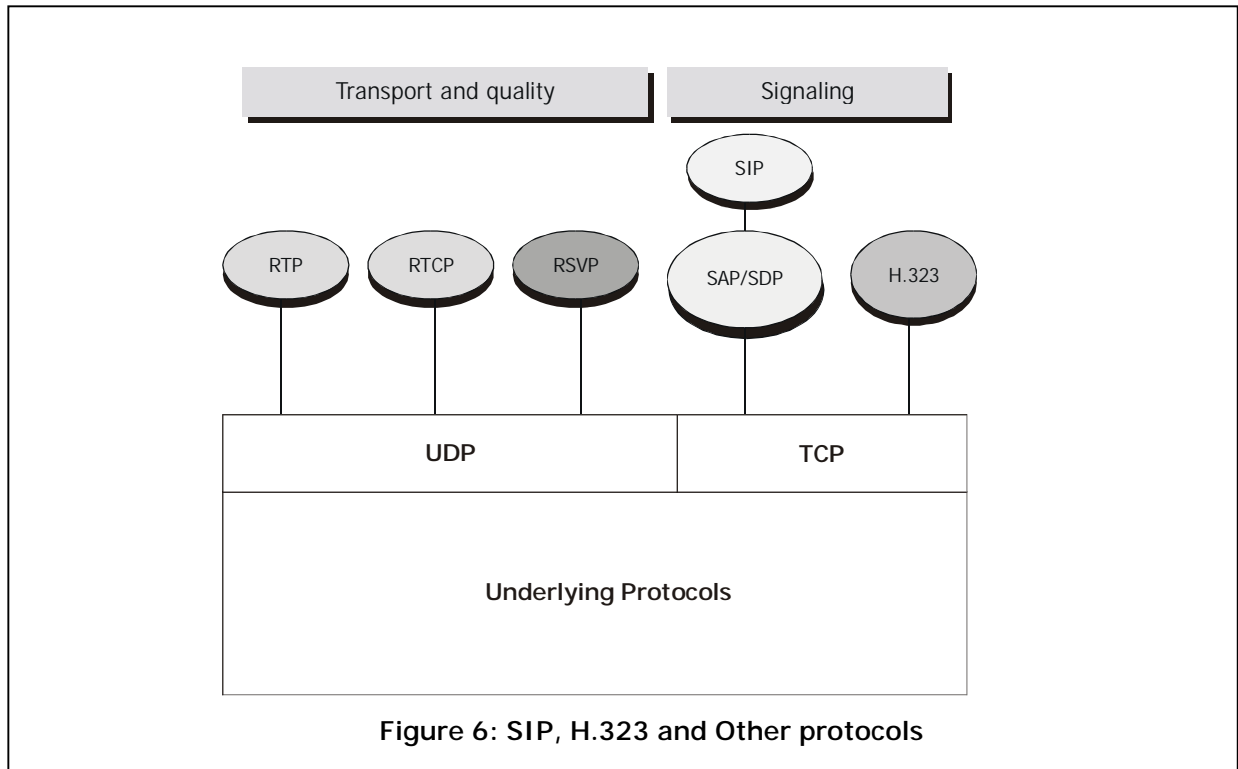 Transport and quality
Signaling
SIP
RTP
RTCP
RSVP
SAP/SDP
H.323
UDP
TCP
Underlying Protocols
Figure 6: SIP, H.323 and Other protocols